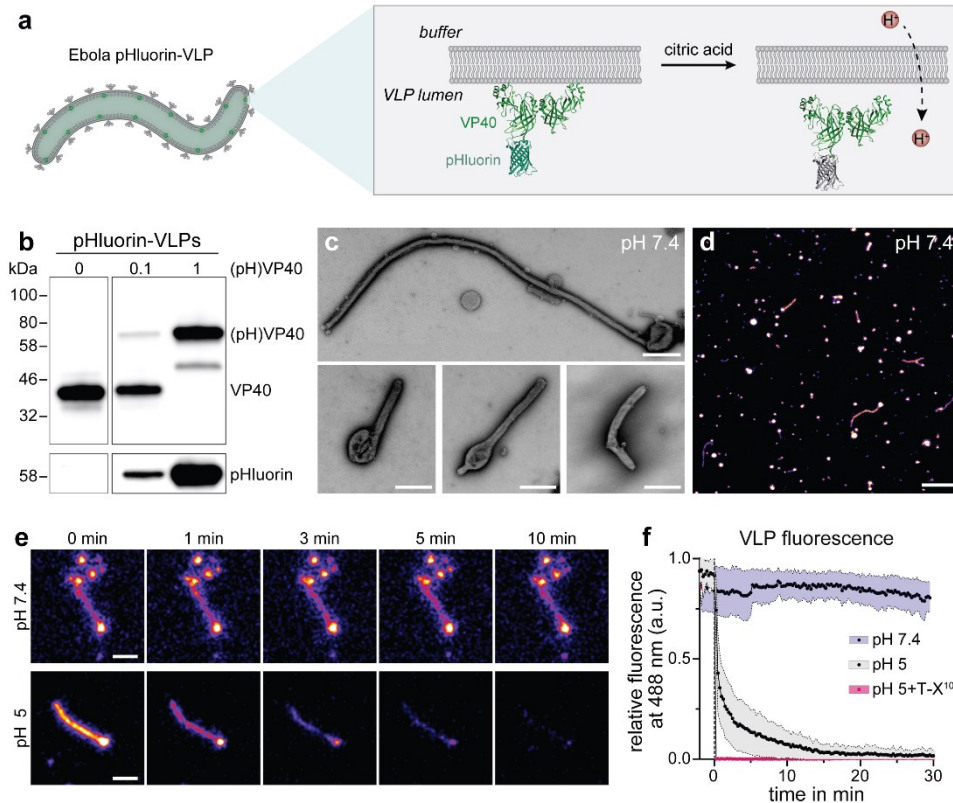 a
Ebola pHluorin-VLP
buffer
VLP lumen
VP40
pHluorin
citric acid
H⁺
H⁺
b
pHluorin-VLPs
kDa
0 0.1 1 (pH)VP40
100
80
58
46
32
(pH)VP40
VP40
58
pHluorin
c
pH 7.4
d
pH 7.4
e
0 min 1 min 3 min 5 min 10 min
pH 7.4
pH 5
f
VLP fluorescence
relative fluorescence
at 488 nm (a.u.)
1.0
0.5
0.0
pH 7.4
pH 5
pH 5+T-X¹⁰
0 10 20 30
time in min